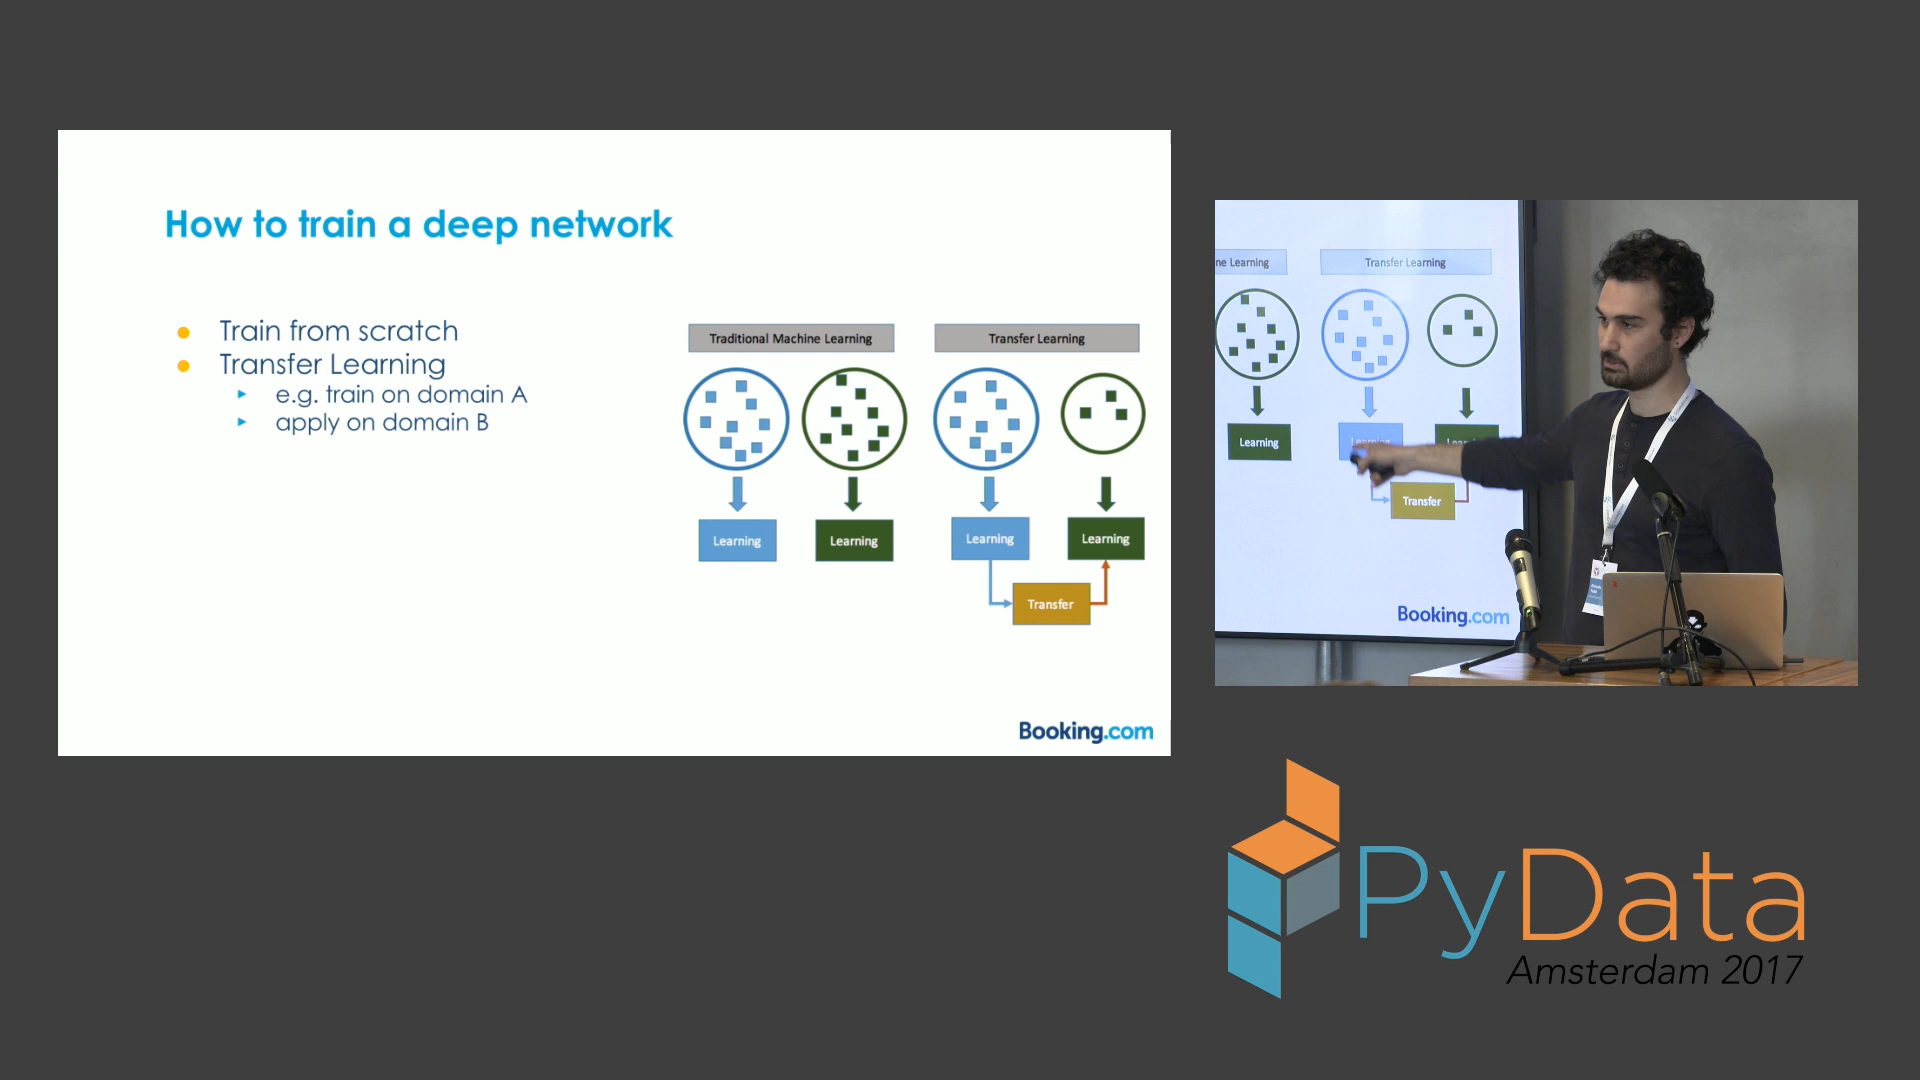 How to train a deep network
Train from scratch
Transfer Learning
e.g. train on domain A
apply on domain B
Traditional Machine Learning
Transfer Learning
Learning
Learning
Learning
Learning
Transfer
Booking.com
ne Learning
Transfer Learning
Learning
Transfer
Booking.com
PyData
Amsterdam 2017